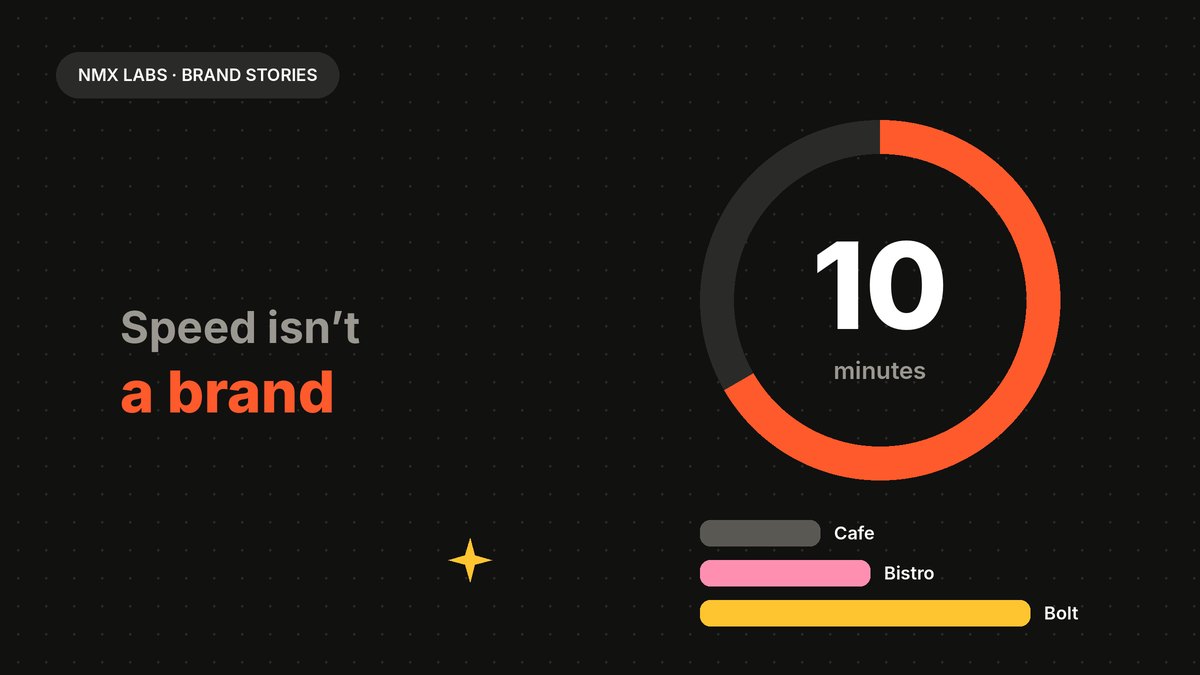 NMX LABS · BRAND STORIES
Speed isn’t
a brand
10
minutes
Cafe
Bistro
Bolt